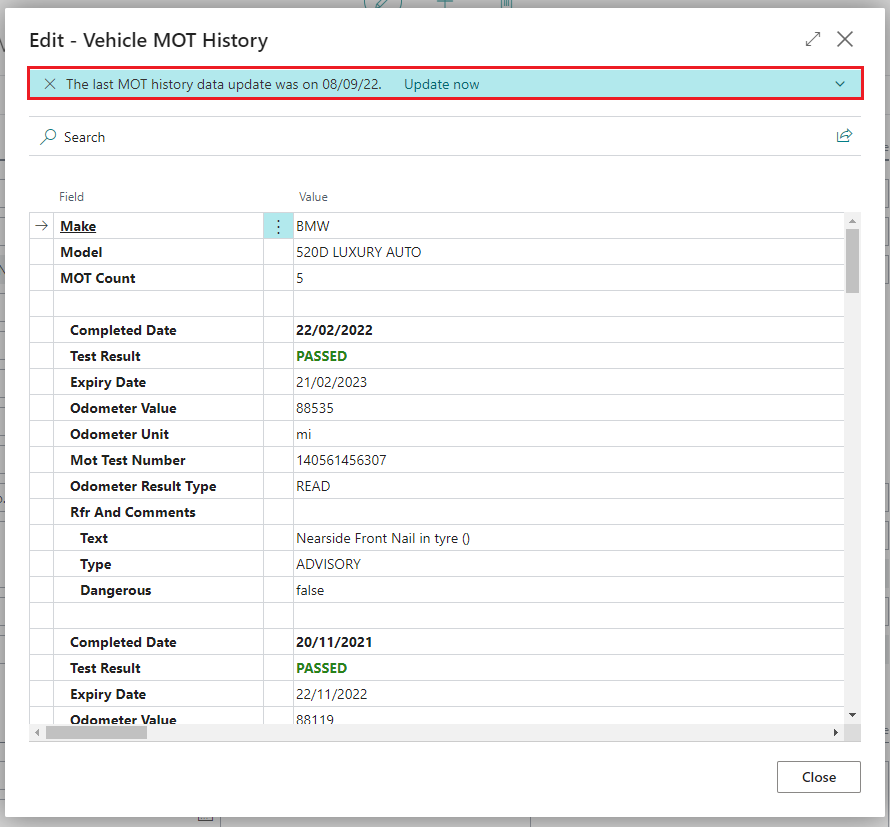 Edit - Vehicle MOT History
The last MOT history data update was on 08/09/22. Update now
Search
Field Value
Make BMW
Model 520D LUXURY AUTO
MOT Count 5
Completed Date 22/02/2022
Test Result PASSED
Expiry Date 21/02/2023
Odometer Value 88535
Odometer Unit mi
Mot Test Number 140561456307
Odometer Result Type READ
Rfr And Comments
Text Nearside Front Nail in tyre ()
Type ADVISORY
Dangerous false
Completed Date 20/11/2021
Test Result PASSED
Expiry Date 22/11/2022
Odometer Value 88119
Close